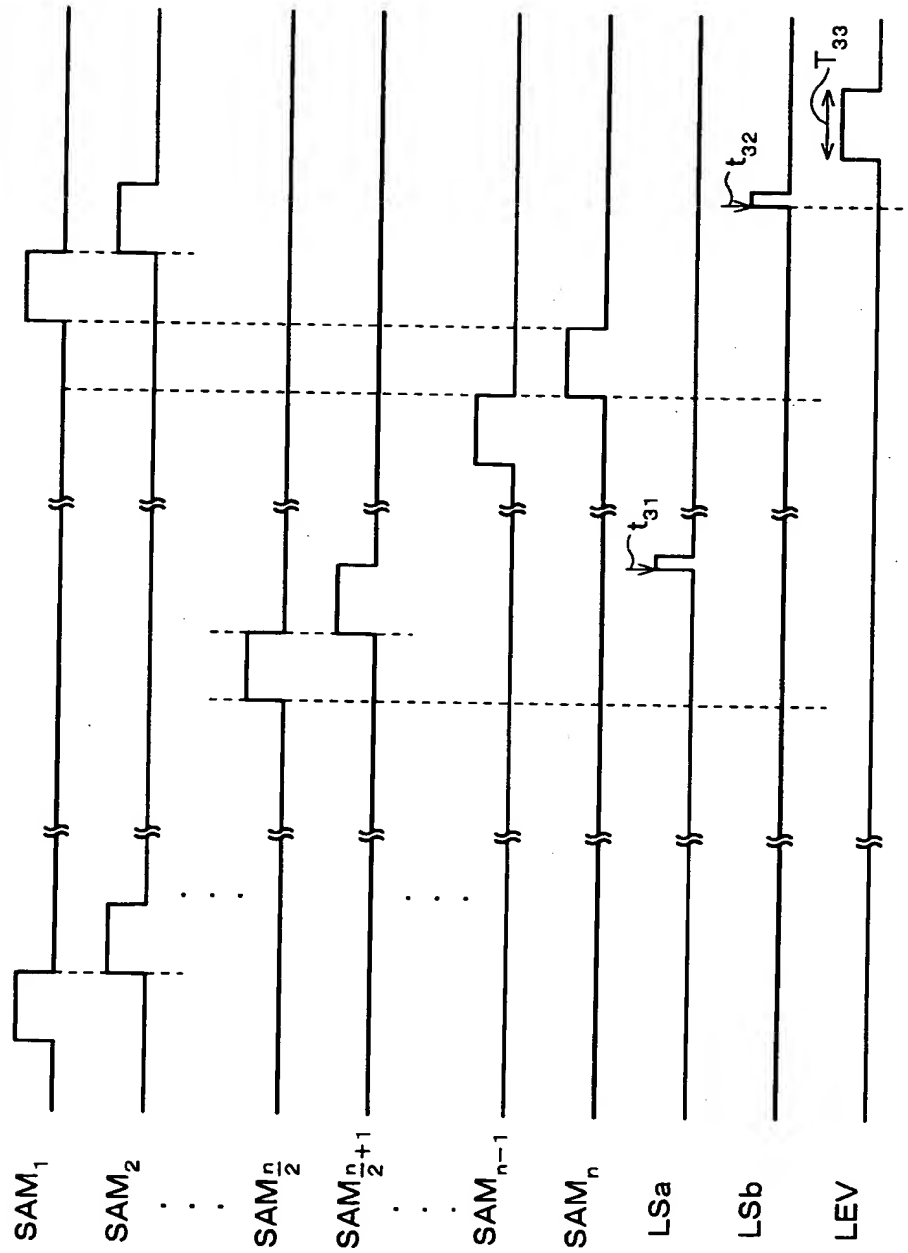 SAM₁
SAM₂
. . .
SAMn/2
SAMn/2+1
. . .
SAMn−1
SAMn
LSa
LSb
LEV
. . .
. . .
t₃₁
t₃₂
T₃₃